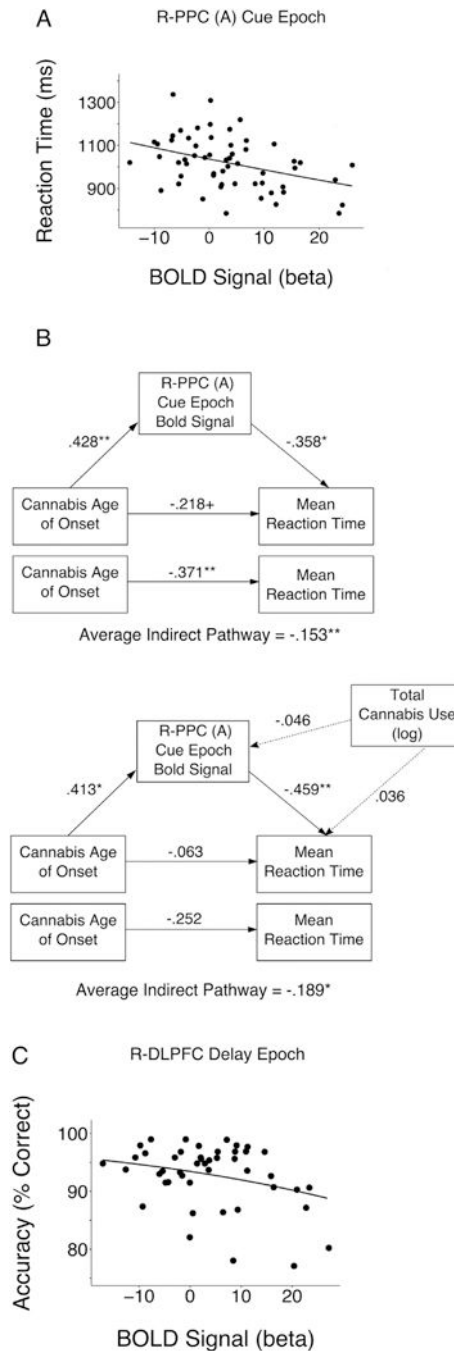 A
R-PPC (A) Cue Epoch
Reaction Time (ms)
1300
1100
900
−10 0 10 20
BOLD Signal (beta)
B
R-PPC (A)
Cue Epoch
Bold Signal
.428**
-.358*
Cannabis Age
of Onset
-.218+
Mean
Reaction Time
Cannabis Age
of Onset
-.371**
Mean
Reaction Time
Average Indirect Pathway = -.153**
Total
Cannabis Use
(log)
-.046
R-PPC (A)
Cue Epoch
Bold Signal
.036
.413*
-.459**
Cannabis Age
of Onset
-.063
Mean
Reaction Time
Cannabis Age
of Onset
-.252
Mean
Reaction Time
Average Indirect Pathway = -.189*
C
R-DLPFC Delay Epoch
Accuracy (% Correct)
100
90
80
−10 0 10 20
BOLD Signal (beta)